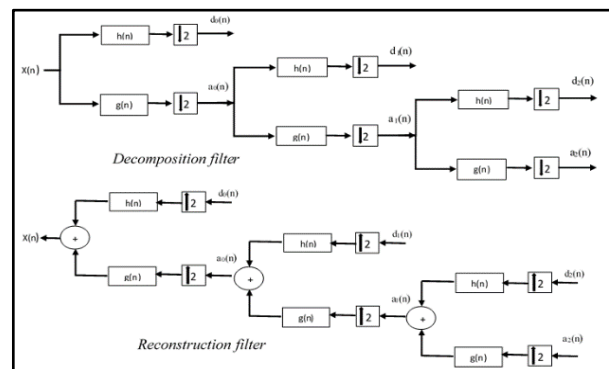 d₀(n)
h(n) 2
d₁(n)
X(n) h(n) 2
a₀(n) d₂(n)
g(n) 2 h(n) 2
a₁(n)
g(n) 2
Decomposition filter a₂(n)
g(n) 2
d₀(n)
h(n) 2
d₁(n)
X(n) + h(n) 2
a₀(n)
g(n) 2 + d₂(n)
h(n) 2
g(n) 2 +
a₂(n)
Reconstruction filter g(n) 2